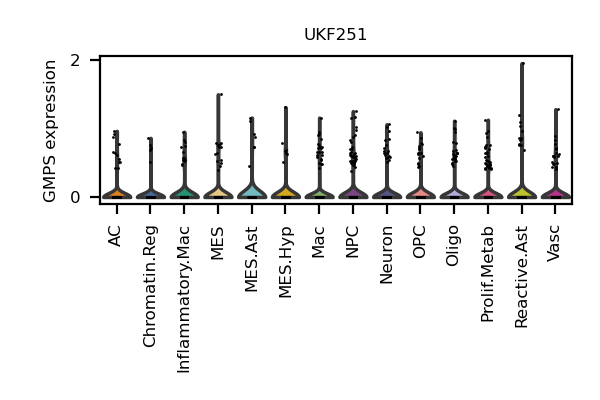 UKF251
GMPS expression
2
0
AC
Chromatin.Reg
Inflammatory.Mac
MES
MES.Ast
MES.Hyp
Mac
NPC
Neuron
OPC
Oligo
Prolif.Metab
Reactive.Ast
Vasc